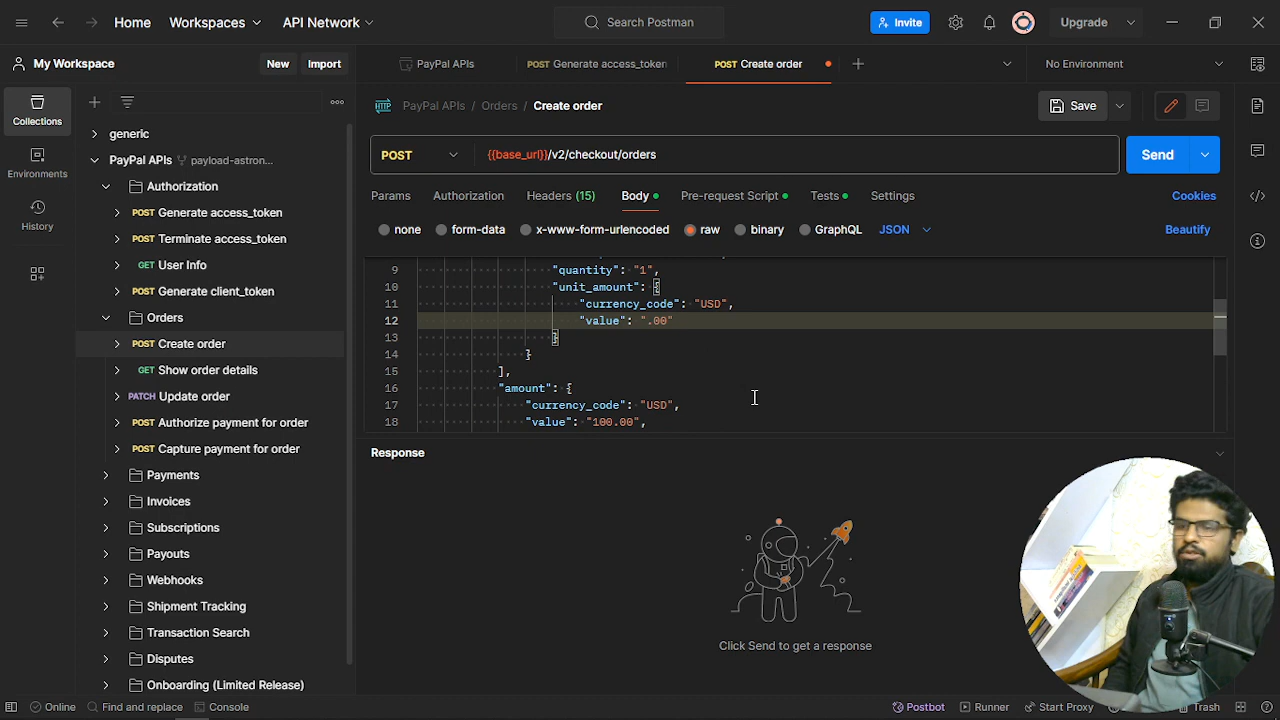 Home
Workspaces
API Network
Search Postman
Invite
Upgrade
My Workspace
New
Import
PayPal APIs
POST Generate access_token
POST Create order
No Environment
Collections
Environments
History
generic
PayPal APIs payload-astron...
Authorization
POST Generate access_token
POST Terminate access_token
GET User Info
POST Generate client_token
Orders
POST Create order
GET Show order details
PATCH Update order
POST Authorize payment for order
POST Capture payment for order
Payments
Invoices
Subscriptions
Payouts
Webhooks
Shipment Tracking
Transaction Search
Disputes
Onboarding (Limited Release)
HTTP PayPal APIs / Orders / Create order
Save
POST {{base_url}}/v2/checkout/orders
Send
Params Authorization Headers (15) Body Pre-request Script Tests Settings
Cookies
none form-data x-www-form-urlencoded raw binary GraphQL JSON
Beautify
9 "quantity": "1",
10 "unit_amount": {
11 "currency_code": "USD",
12 "value": ".00"
13 }
14 }
15 ],
16 "amount": {
17 "currency_code": "USD",
18 "value": "100.00",
Response
Click Send to get a response
Online
Find and replace
Console
Postbot
Runner
Start Proxy
Trash